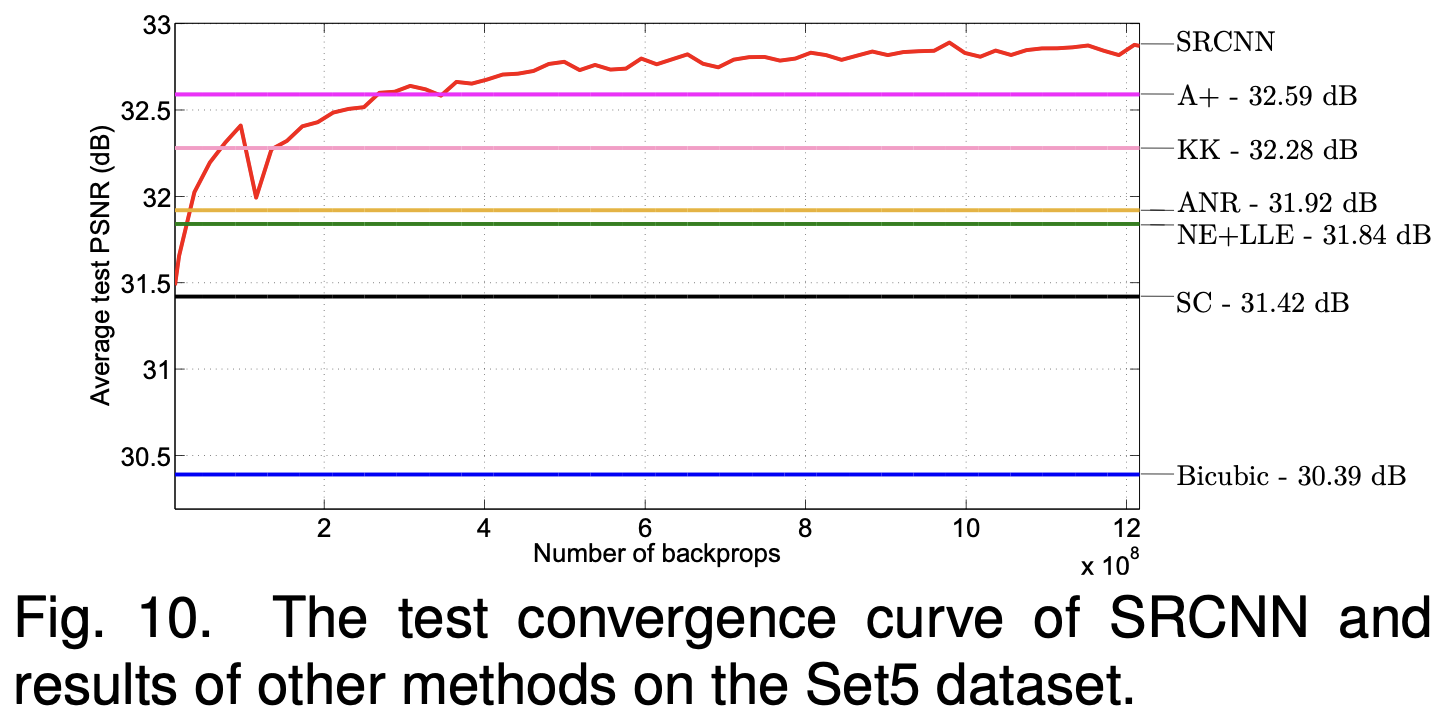 33
32.5
32
31.5
31
30.5
Average test PSNR (dB)
2 4 6 8 10 12
Number of backprops
x 10⁸
SRCNN
A+ - 32.59 dB
KK - 32.28 dB
ANR - 31.92 dB
NE+LLE - 31.84 dB
SC - 31.42 dB
Bicubic - 30.39 dB
Fig. 10. The test convergence curve of SRCNN and
results of other methods on the Set5 dataset.